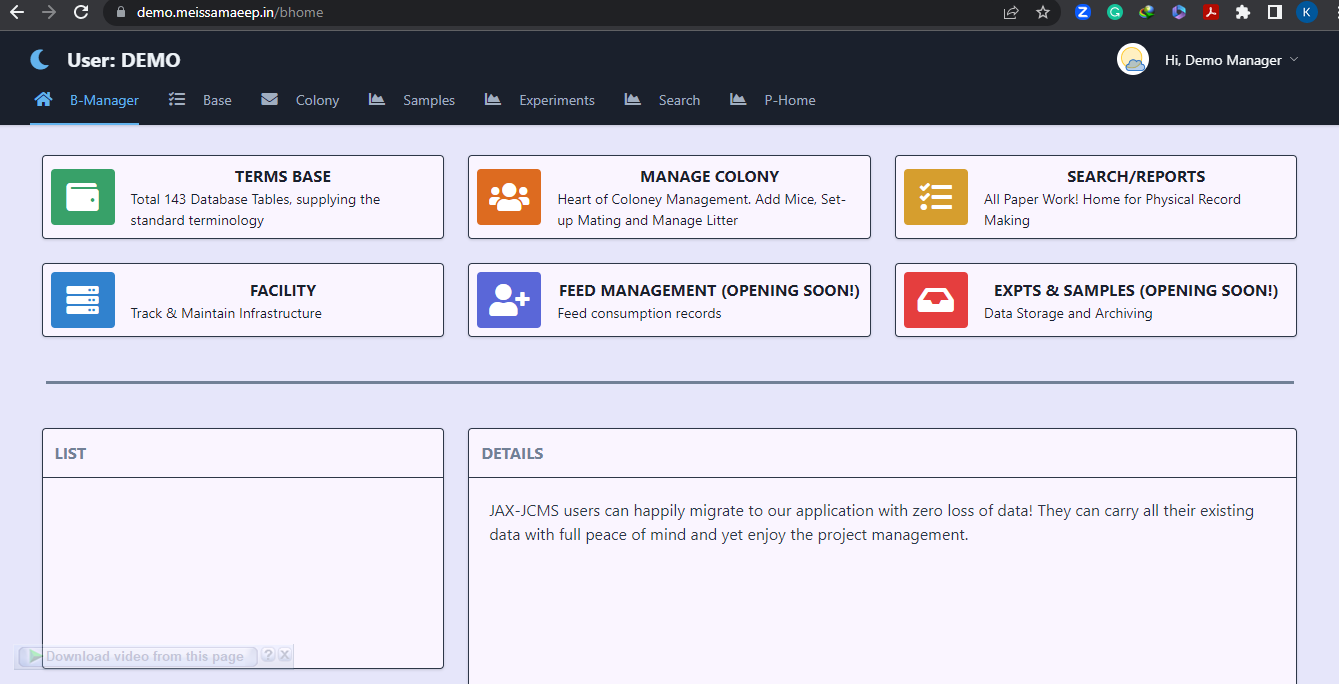 demo.meissamaeep.in/bhome
Z G K
User: DEMO
Hi, Demo Manager
B-Manager Base Colony Samples Experiments Search P-Home
TERMS BASE
Total 143 Database Tables, supplying the
standard terminology
MANAGE COLONY
Heart of Coloney Management. Add Mice, Set-
up Mating and Manage Litter
SEARCH/REPORTS
All Paper Work! Home for Physical Record
Making
FACILITY
Track & Maintain Infrastructure
FEED MANAGEMENT (OPENING SOON!)
Feed consumption records
EXPTS & SAMPLES (OPENING SOON!)
Data Storage and Archiving
LIST
DETAILS
JAX-JCMS users can happily migrate to our application with zero loss of data! They can carry all their existing
data with full peace of mind and yet enjoy the project management.
Download video from this page ? X